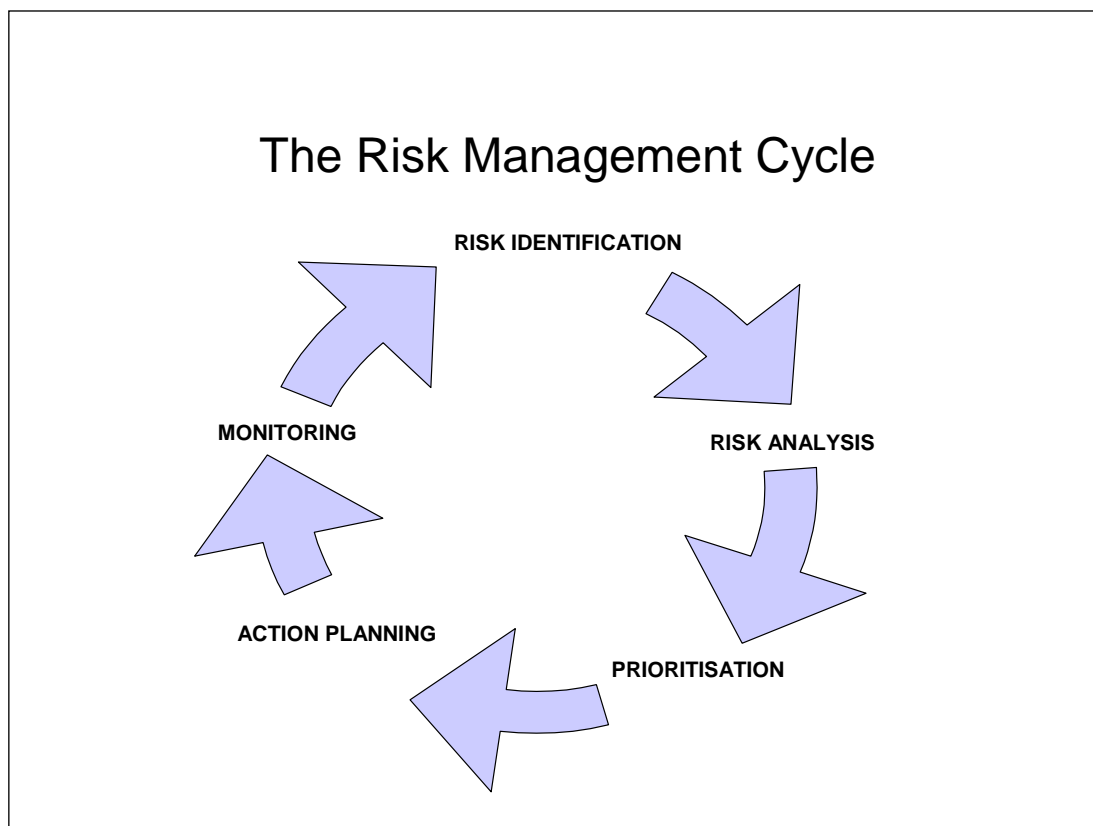 The Risk Management Cycle
RISK IDENTIFICATION
RISK ANALYSIS
PRIORITISATION
ACTION PLANNING
MONITORING